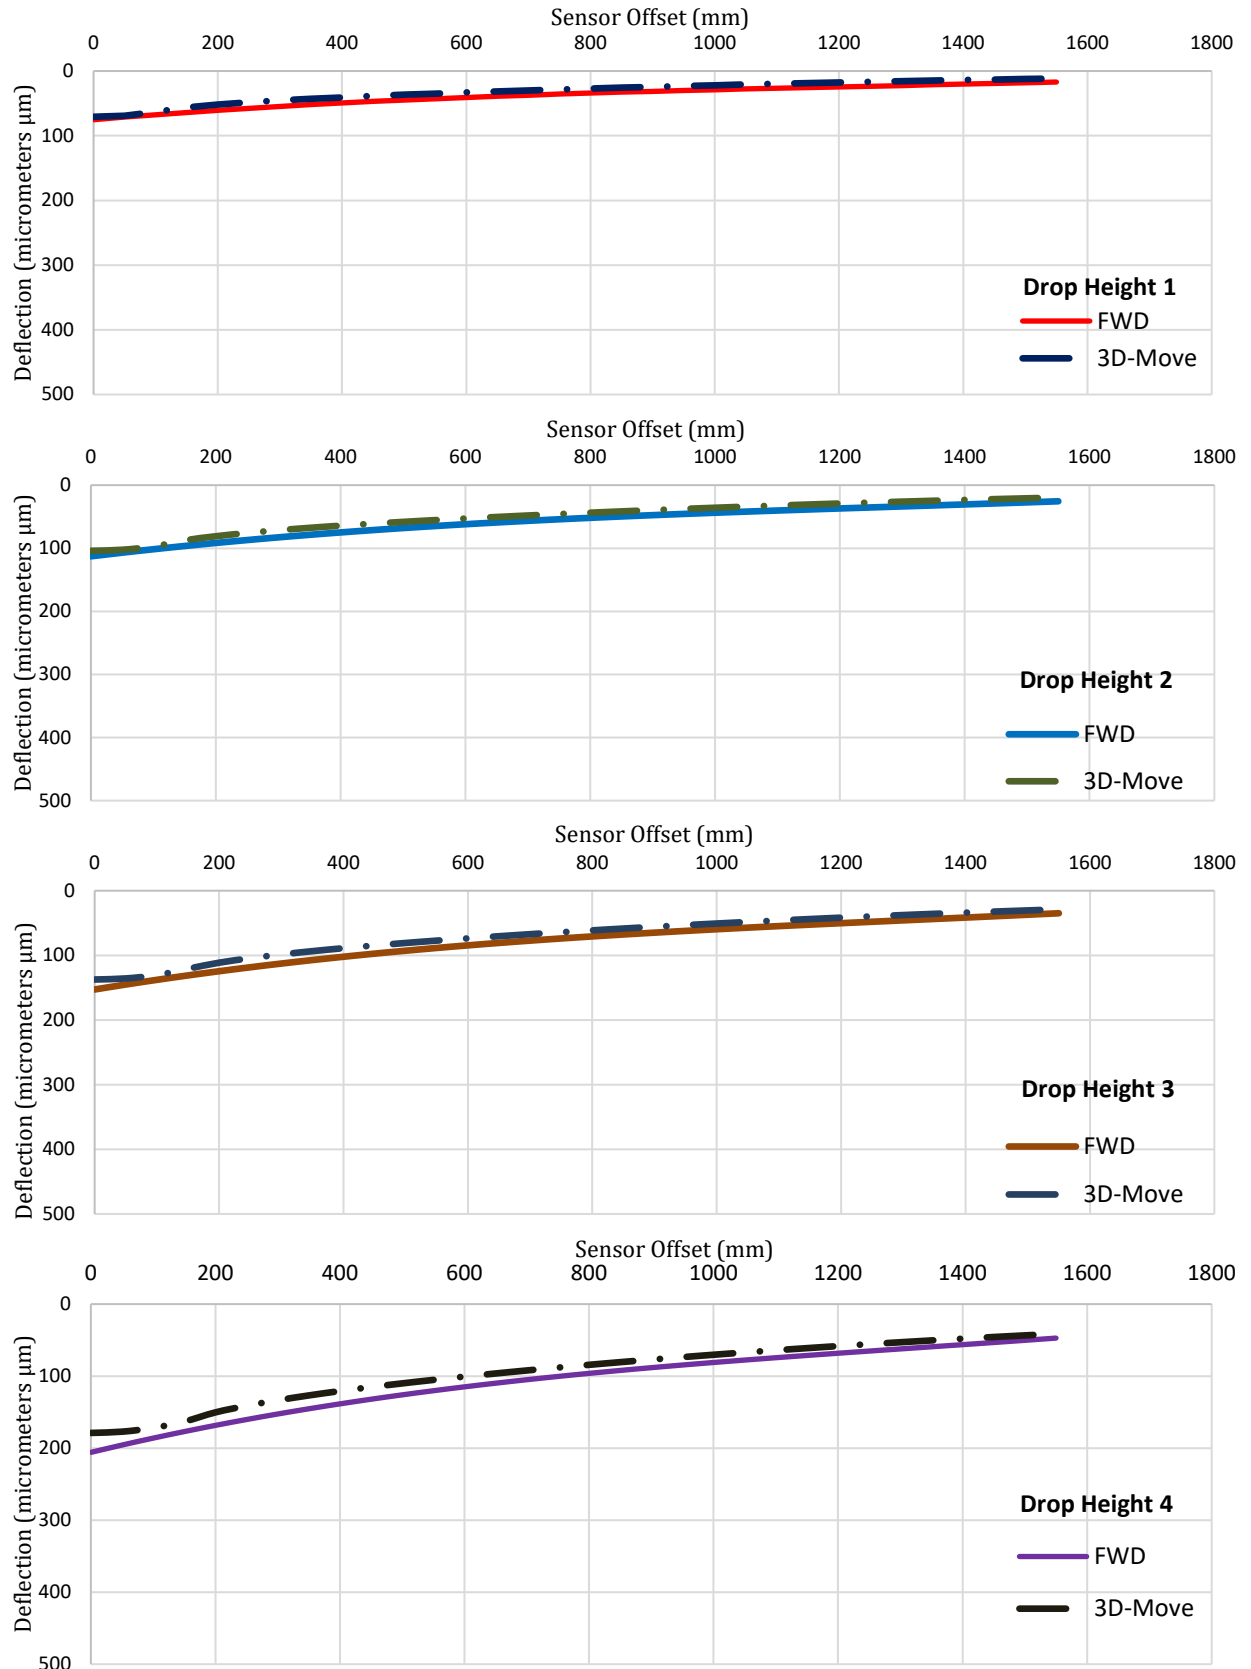 Sensor Offset (mm)
0 200 400 600 800 1000 1200 1400 1600 1800
0
100
200
300
400
500
Deflection (micrometers µm)
Drop Height 1
FWD
3D-Move
Sensor Offset (mm)
0 200 400 600 800 1000 1200 1400 1600 1800
0
100
200
300
400
500
Deflection (micrometers µm)
Drop Height 2
FWD
3D-Move
Sensor Offset (mm)
0 200 400 600 800 1000 1200 1400 1600 1800
0
100
200
300
400
500
Deflection (micrometers µm)
Drop Height 3
FWD
3D-Move
Sensor Offset (mm)
0 200 400 600 800 1000 1200 1400 1600 1800
0
100
200
300
400
500
Deflection (micrometers µm)
Drop Height 4
FWD
3D-Move